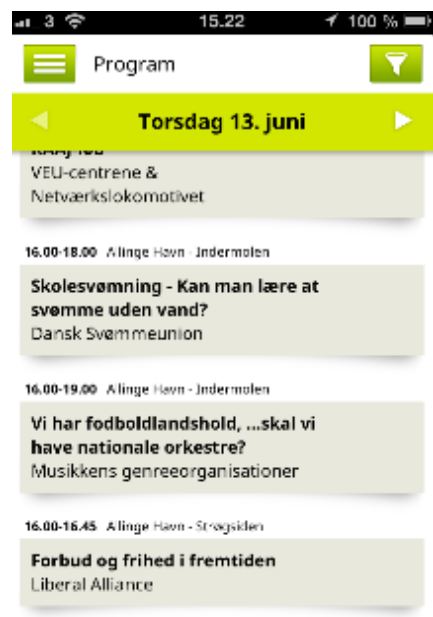 3 15.22 100 %
Program
Torsdag 13. juni
VEU-centrene &
Netværkslokomotivet
16.00-18.00 Allinge Havn - Indermolen
Skolesvømning - Kan man lære at
svømme uden vand?
Dansk Svømmeunion
16.00-19.00 Allinge Havn - Indermolen
Vi har fodboldlandshold, ...skal vi
have nationale orkestre?
Musikkens genreeorganisationer
16.00-16.45 Allinge Havn - Strøgsiden
Forbud og frihed i fremtiden
Liberal Alliance